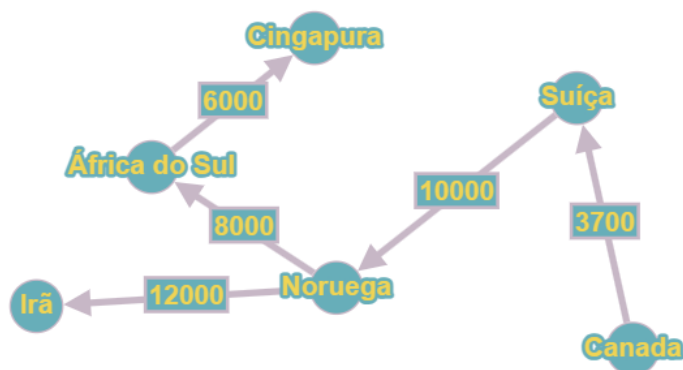 Cingapura
6000
Suíça
África do Sul
10000
8000
3700
Noruega
12000
Irã
Canada